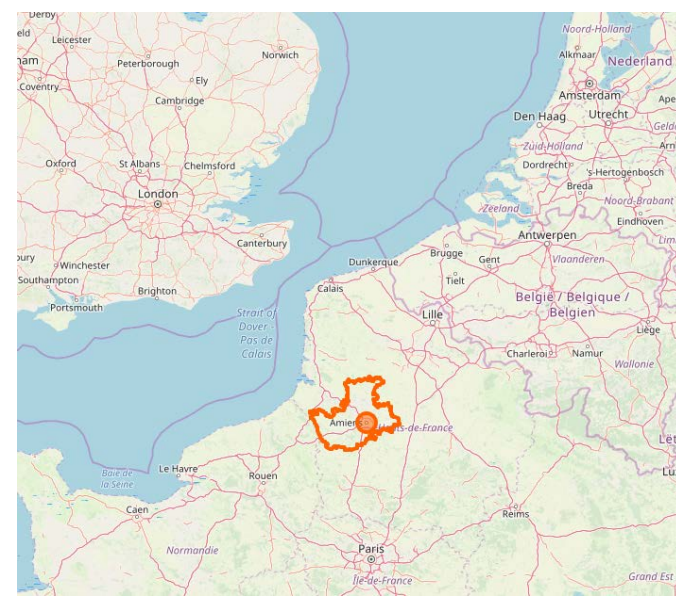 Derby
Noord-Holland
Leicester
Norwich
Alkmaar
Nederland
Peterborough
Ely
Coventry
Cambridge
Amsterdam
Den Haag
Utrecht
Zuid-Holland
Oxford
St Albans
Chelmsford
Dordrecht
's-Hertogenbosch
London
Breda
Noord-Brabant
Zeeland
Eindhoven
Canterbury
Antwerpen
Winchester
Dunkerque
Brugge
Gent
Vlaanderen
Southampton
Brighton
Calais
Tielt
Portsmouth
België / Belgique /
Belgien
Strait of
Dover -
Pas de
Calais
Lille
Liège
Charleroi
Namur
Wallonie
Amiens
Hauts-de-France
Le Havre
Baie de
la Seine
Rouen
Caen
Reims
Normandie
Paris
Île-de-France
Grand Est